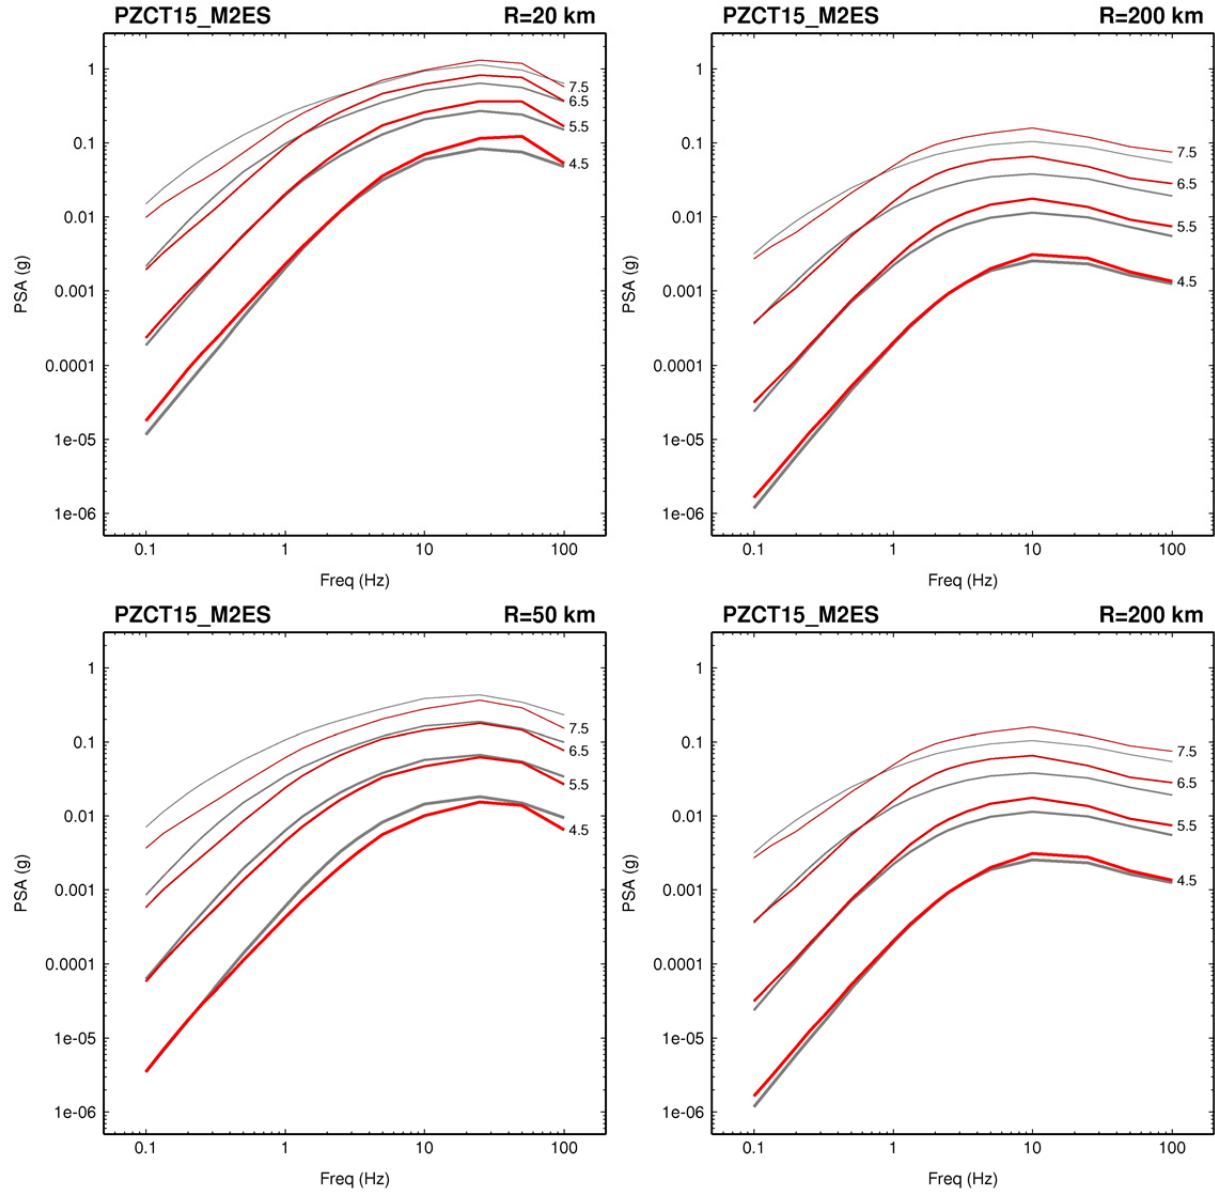 PZCT15_M2ES R=20 km
1
0.1
0.01
0.001
0.0001
1e-05
1e-06
PSA (g)
7.5
6.5
5.5
4.5
0.1 1 10 100
Freq (Hz)
PZCT15_M2ES R=200 km
1
0.1
0.01
0.001
0.0001
1e-05
1e-06
PSA (g)
7.5
6.5
5.5
4.5
0.1 1 10 100
Freq (Hz)
PZCT15_M2ES R=50 km
1
0.1
0.01
0.001
0.0001
1e-05
1e-06
PSA (g)
7.5
6.5
5.5
4.5
0.1 1 10 100
Freq (Hz)
PZCT15_M2ES R=200 km
1
0.1
0.01
0.001
0.0001
1e-05
1e-06
PSA (g)
7.5
6.5
5.5
4.5
0.1 1 10 100
Freq (Hz)